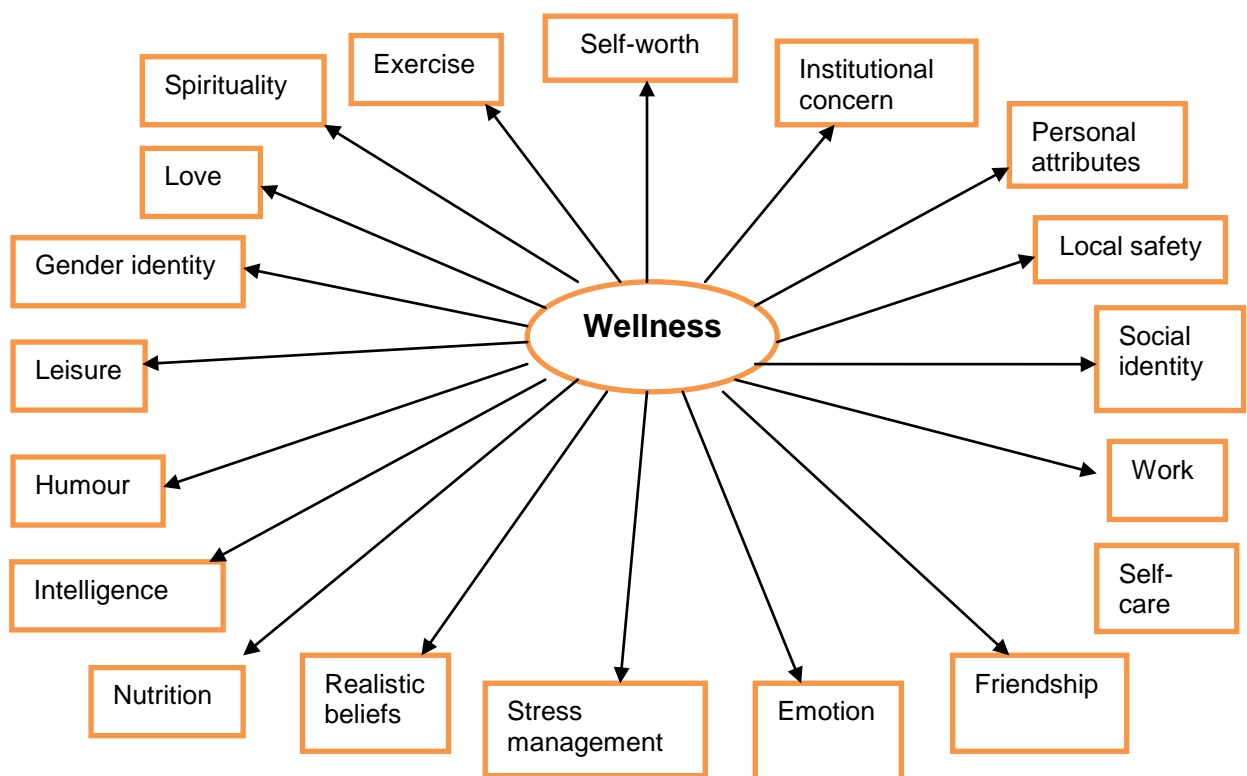 Self-worth
Exercise
Institutional
concern
Spirituality
Personal
attributes
Love
Local safety
Gender identity
Wellness
Social
identity
Leisure
Work
Humour
Self-
care
Intelligence
Friendship
Realistic
beliefs
Nutrition
Stress
management
Emotion